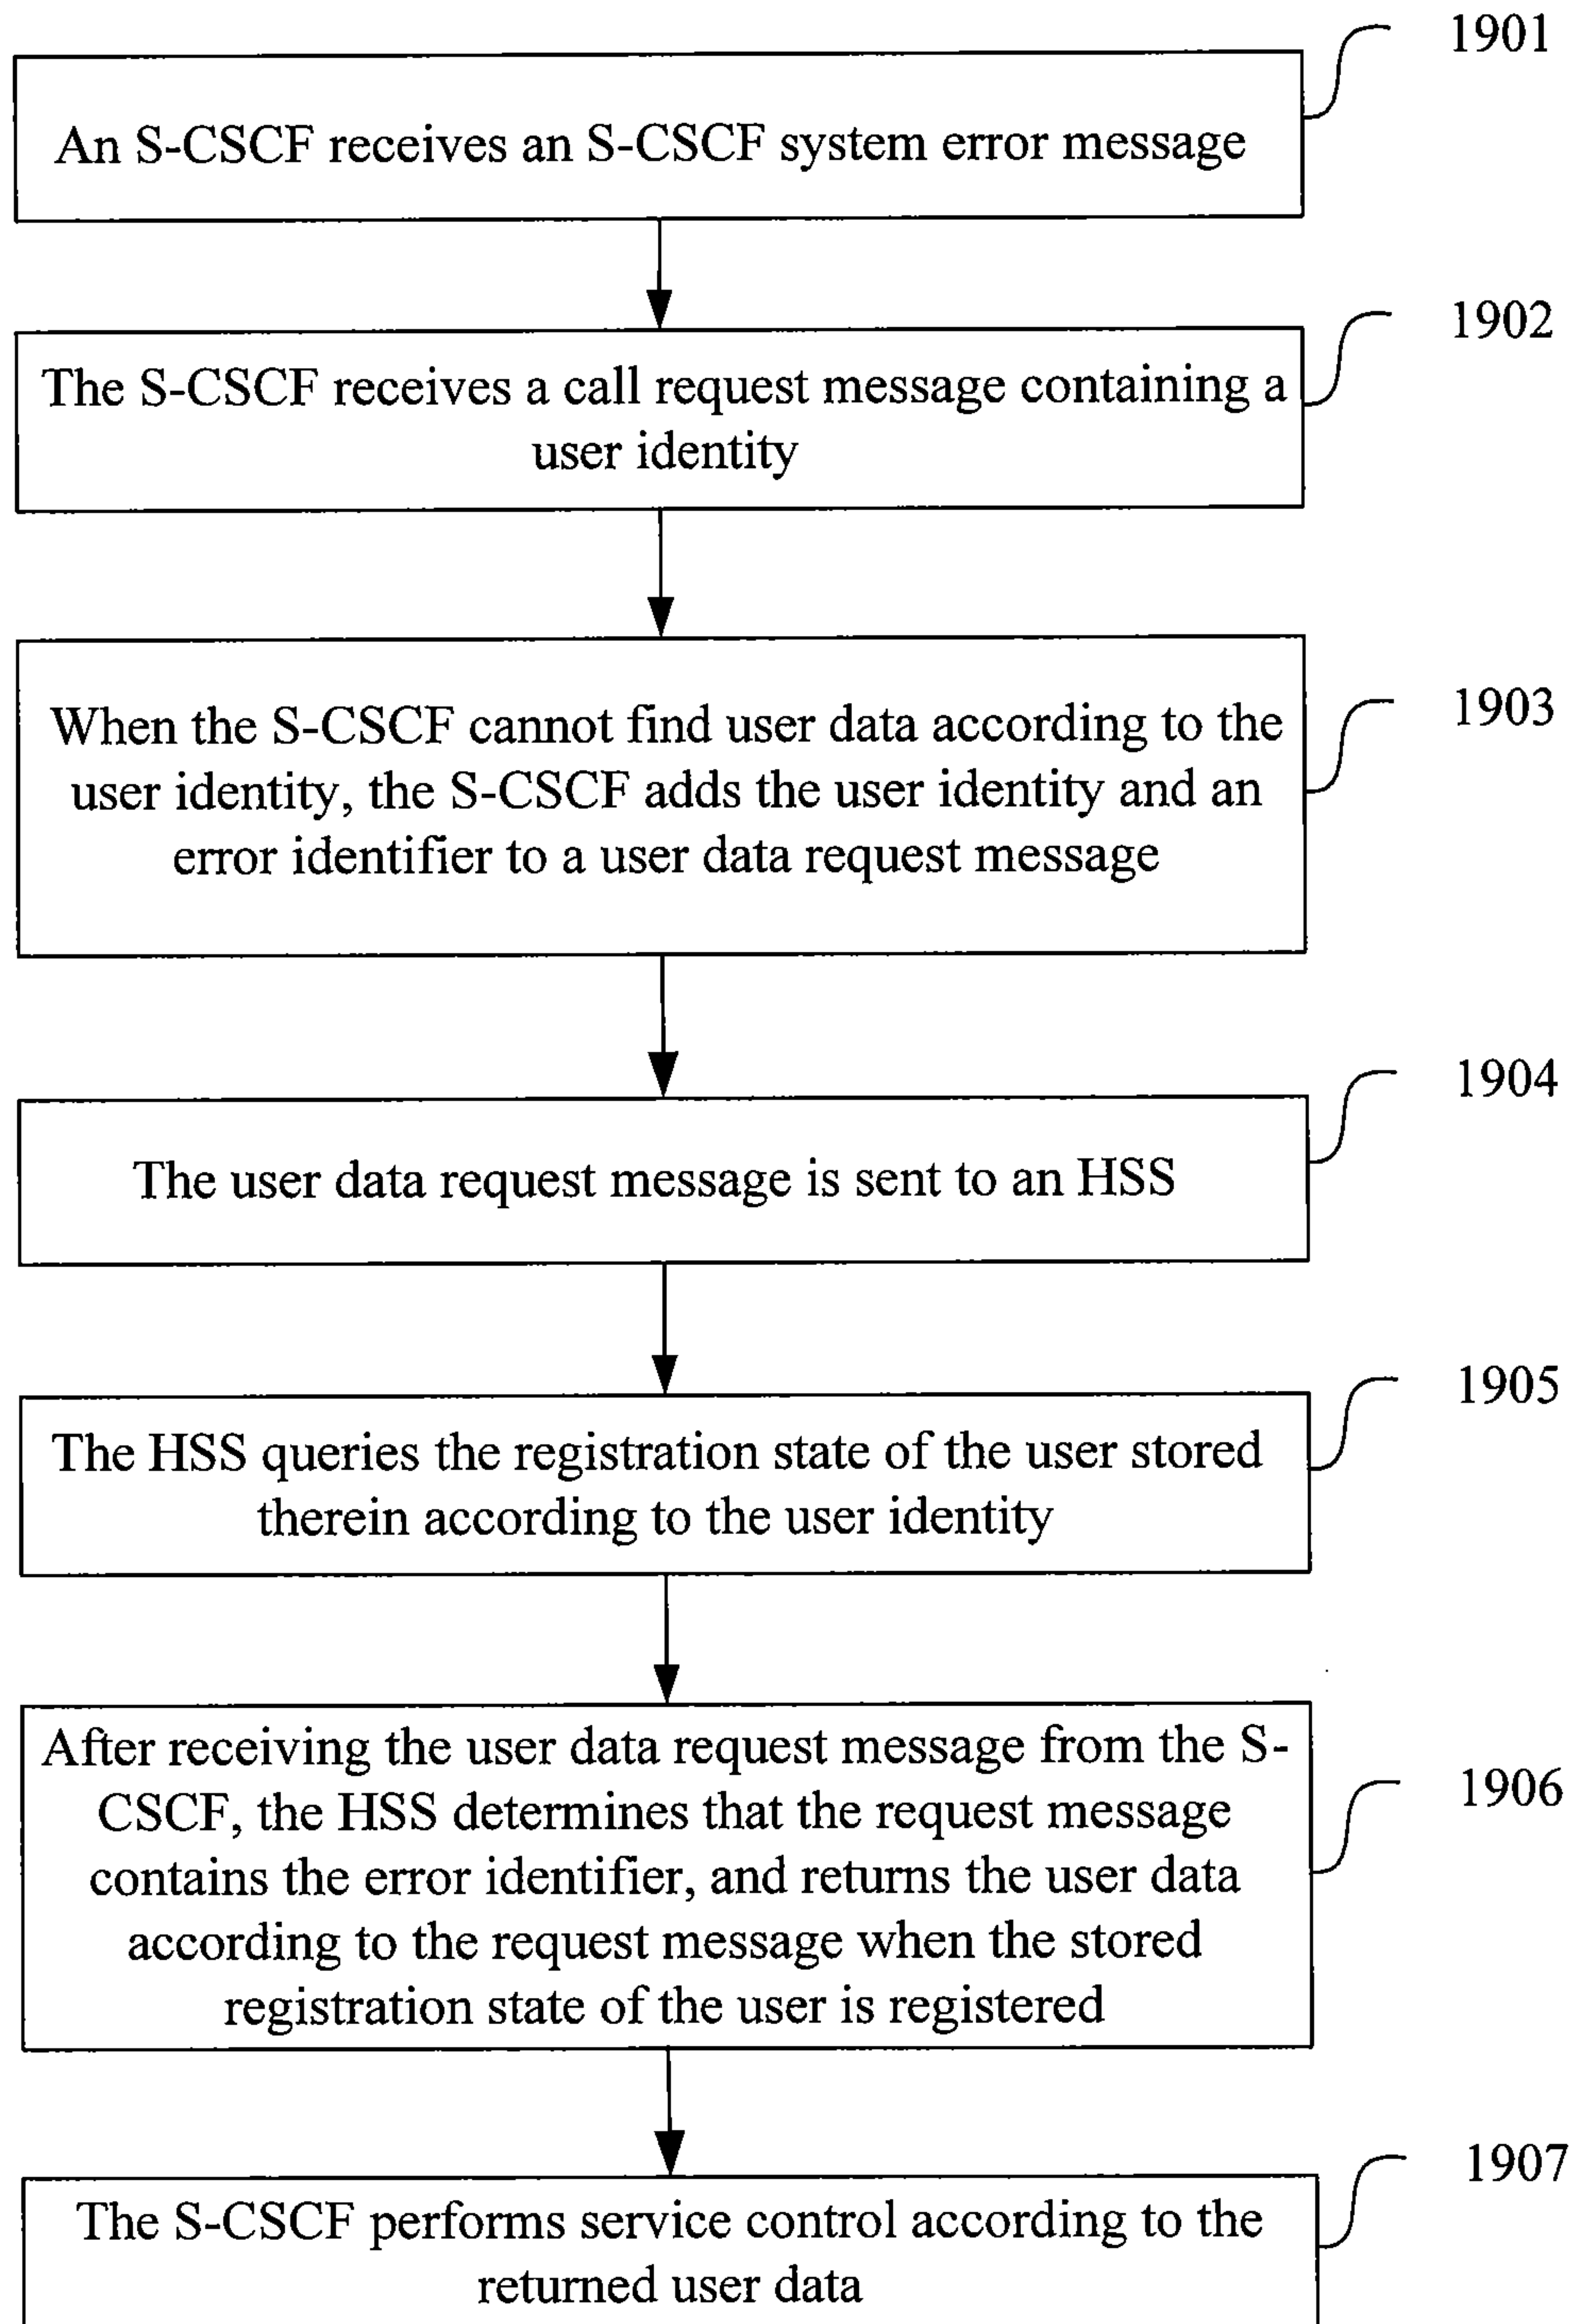 1901
An S-CSCF receives an S-CSCF system error message
1902
The S-CSCF receives a call request message containing a
user identity
1903
When the S-CSCF cannot find user data according to the
user identity, the S-CSCF adds the user identity and an
error identifier to a user data request message
1904
The user data request message is sent to an HSS
1905
The HSS queries the registration state of the user stored
therein according to the user identity
1906
After receiving the user data request message from the S-
CSCF, the HSS determines that the request message
contains the error identifier, and returns the user data
according to the request message when the stored
registration state of the user is registered
1907
The S-CSCF performs service control according to the
returned user data